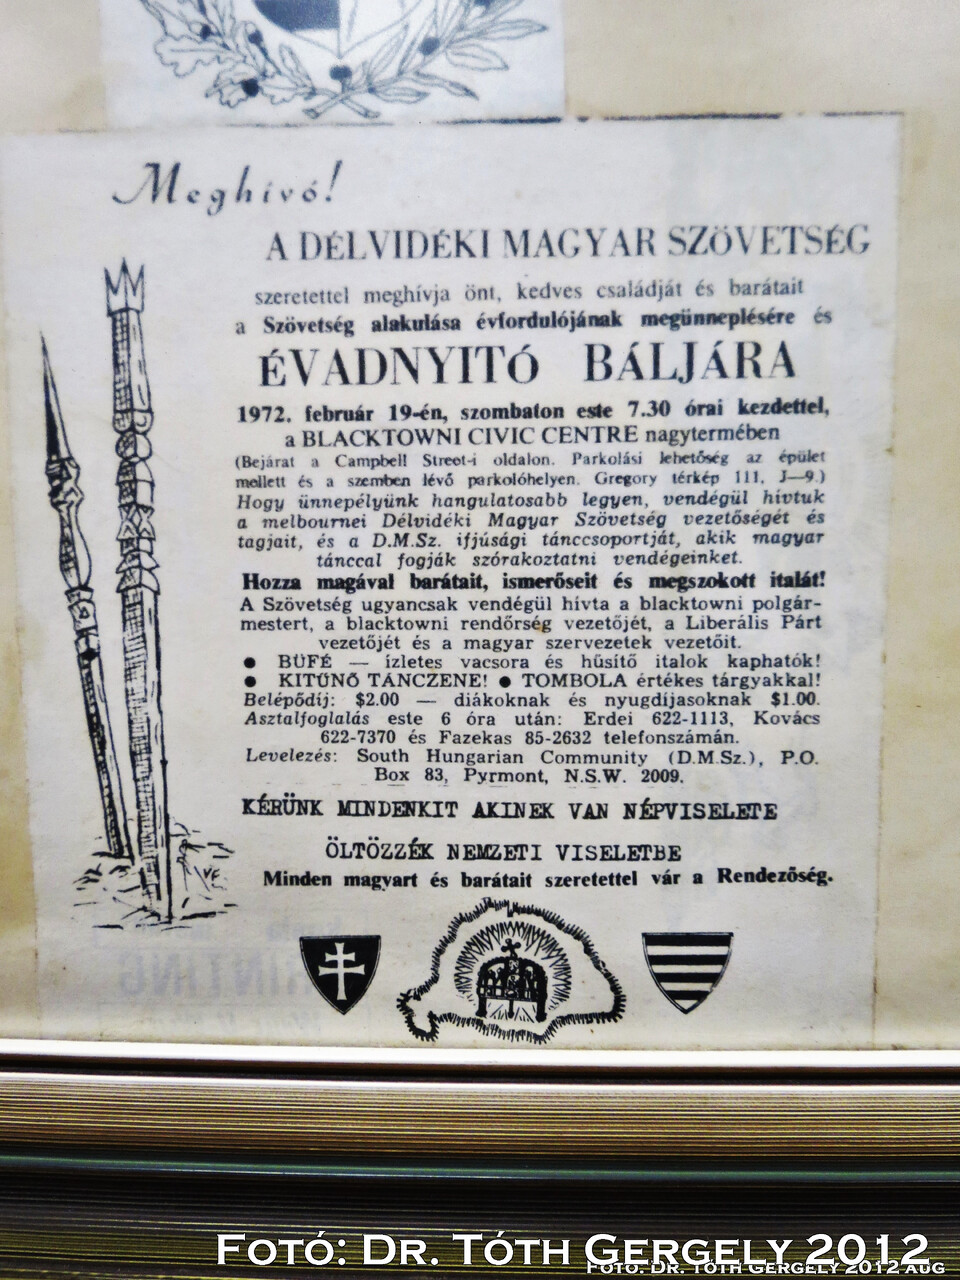 Meghívó!
A DÉLVIDÉKI MAGYAR SZÖVETSÉG
szeretettel meghívja önt, kedves családját és barátait
a Szövetség alakulása évfordulójának megünneplésére és
ÉVADNYITÓ BÁLJÁRA
1972. február 19-én, szombaton este 7.30 órai kezdettel,
a BLACKTOWNI CIVIC CENTRE nagytermében
(Bejárat a Campbell Street-i oldalon. Parkolási lehetőség az épület
mellett és a szemben lévő parkolóhelyen. Gregory térkép 111, J—9.)
Hogy ünnepélyünk hangulatosabb legyen, vendégül hívtuk
a melbournei Délvidéki Magyar Szövetség vezetőségét és
tagjait, és a D.M.Sz. ifjúsági tánccsoportját, akik magyar
tánccal fogják szórakoztatni vendégeinket.
Hozza magával barátait, ismerőseit és megszokott italát!
A Szövetség ugyancsak vendégül hívta a blacktowni polgár-
mestert, a blacktowni rendőrség vezetőjét, a Liberális Párt
vezetőjét és a magyar szervezetek vezetőit.
● BÜFÉ — ízletes vacsora és hűsítő italok kaphatók!
● KITŰNŐ TÁNCZENE! ● TOMBOLA értékes tárgyakkal!
Belépődíj: $2.00 — diákoknak és nyugdíjasoknak $1.00.
Asztalfoglalás este 6 óra után: Erdei 622-1113, Kovács
622-7370 és Fazekas 85-2632 telefonszámán.
Levelezés: South Hungarian Community (D.M.Sz.), P.O.
Box 83, Pyrmont, N.S.W. 2009.
KÉRÜNK MINDENKIT AKINEK VAN NÉPVISELETE
ÖLTÖZZÉK NEMZETI VISELETBE
Minden magyart és barátait szeretettel vár a Rendezőség.
PRINTING
Fotó: Dr. Tóth Gergely 2012
Foto: Dr. Tóth Gergely 2012 aug